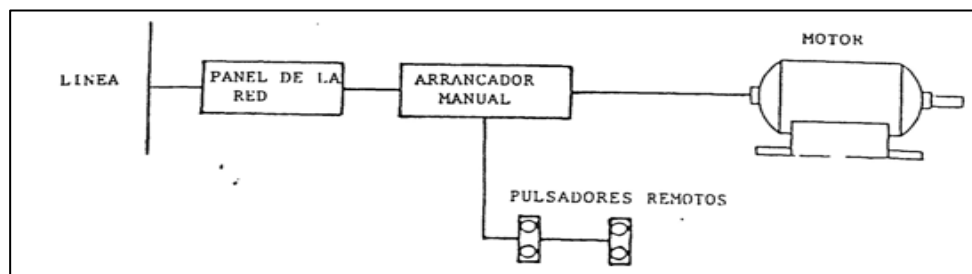 LINEA
PANEL DE LA
RED
ARRANCADOR
MANUAL
MOTOR
PULSADORES REMOTOS